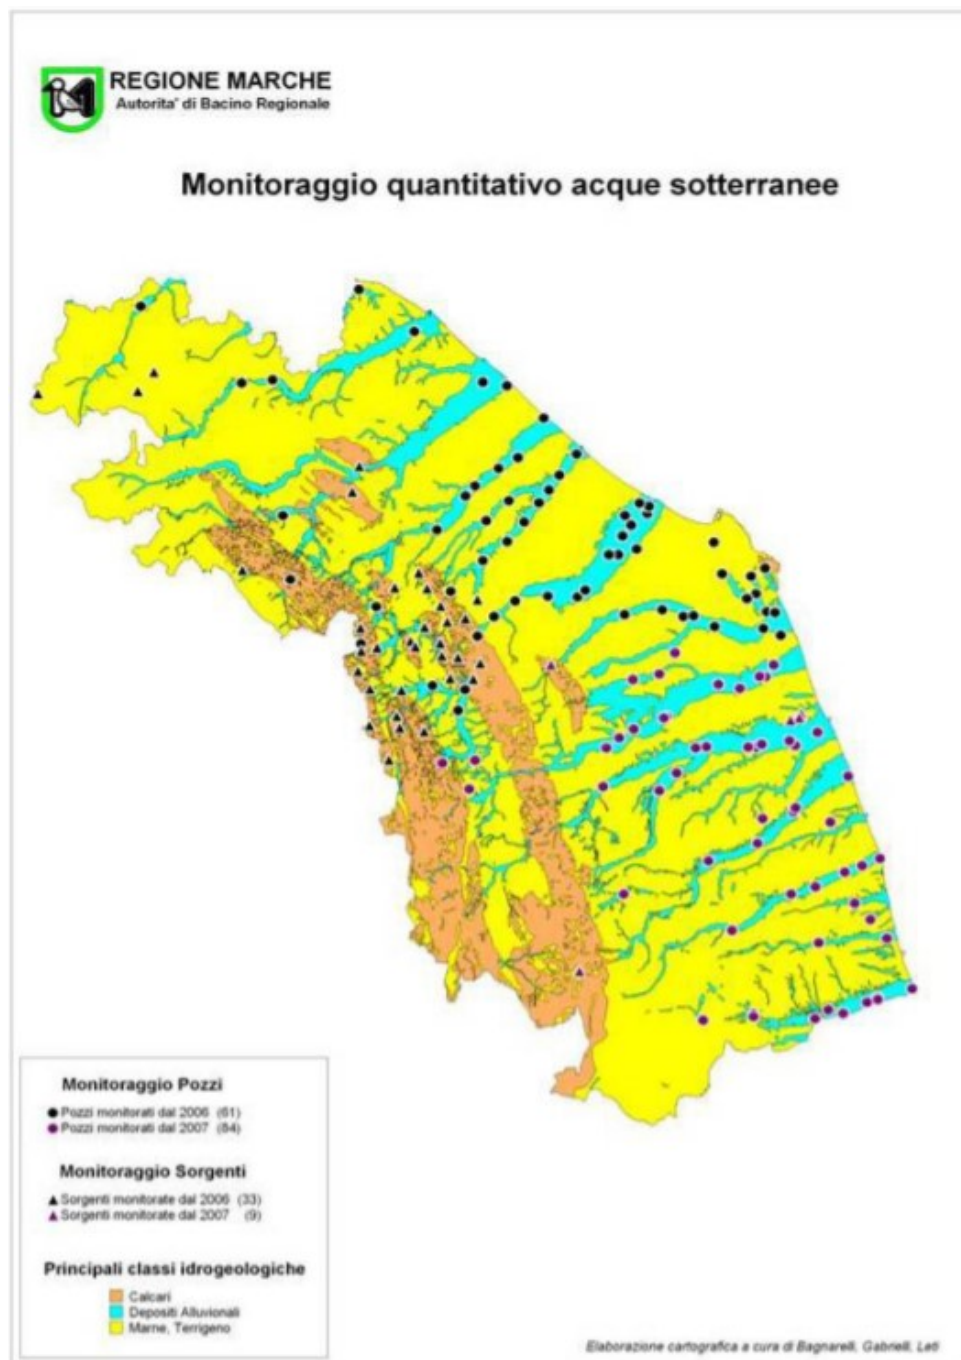 REGIONE MARCHE
Autorita' di Bacino Regionale
Monitoraggio quantitativo acque sotterranee
Monitoraggio Pozzi
Pozzi monitorati dal 2006 (61)
Pozzi monitorati dal 2007 (84)
Monitoraggio Sorgenti
Sorgenti monitorate dal 2006 (33)
Sorgenti monitorate dal 2007 (9)
Principali classi idrogeologiche
Calcari
Depositi Alluvionali
Marne, Terrigeno
Elaborazione cartografica a cura di Bagnarelli, Gabrielli, Leti